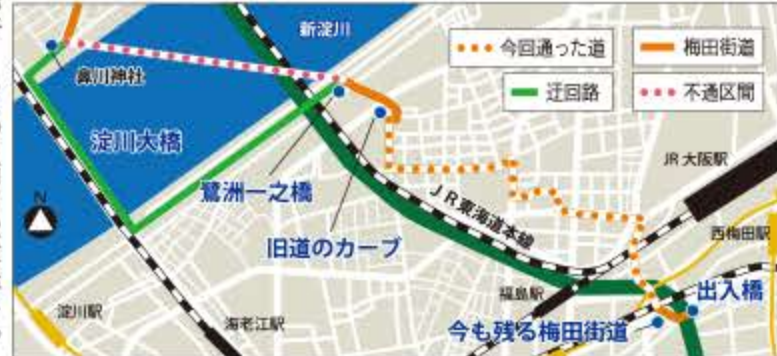 新淀川
今回通った道
梅田街道
迂回路
不通区間
鼻川神社
淀川大橋
JR大阪駅
N
鷺洲一之橋
JR東海道本線
旧道のカーブ
西梅田駅
福島駅
出入橋
淀川駅
海老江駅
今も残る梅田街道